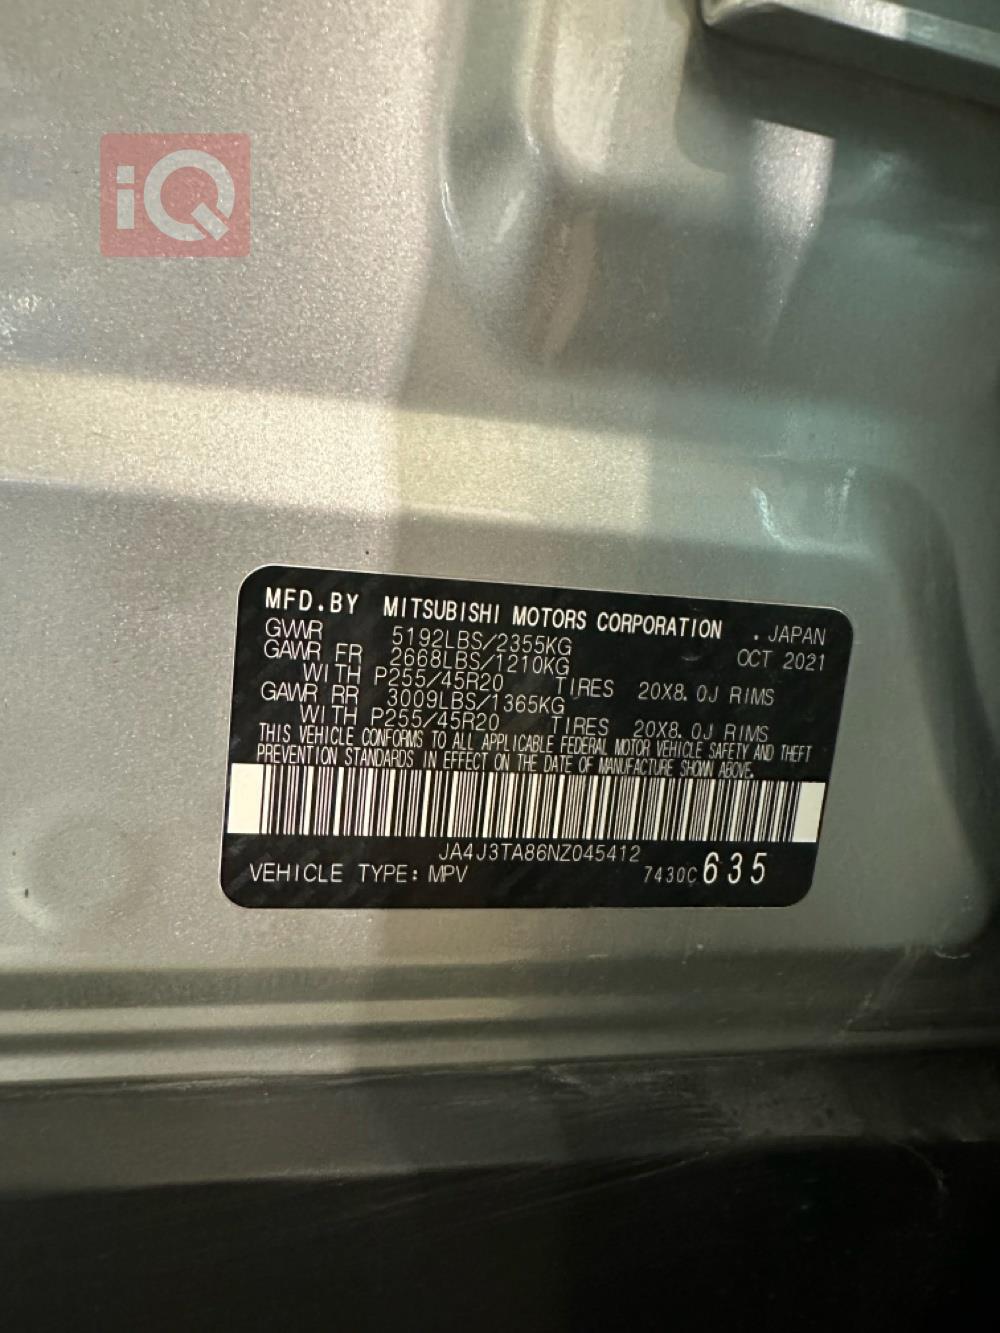 iQ
MFD.BY MITSUBISHI MOTORS CORPORATION . JAPAN
GVWR 5192LBS/2355KG OCT 2021
GAWR FR 2668LBS/1210KG
WITH P255/45R20 TIRES 20X8.0J RIMS
GAWR RR 3009LBS/1365KG
WITH P255/45R20 TIRES 20X8.0J RIMS
THIS VEHICLE CONFORMS TO ALL APPLICABLE FEDERAL MOTOR VEHICLE SAFETY AND THEFT
PREVENTION STANDARDS IN EFFECT ON THE DATE OF MANUFACTURE SHOWN ABOVE.
JA4J3TA86NZ045412
VEHICLE TYPE: MPV 7430C 635